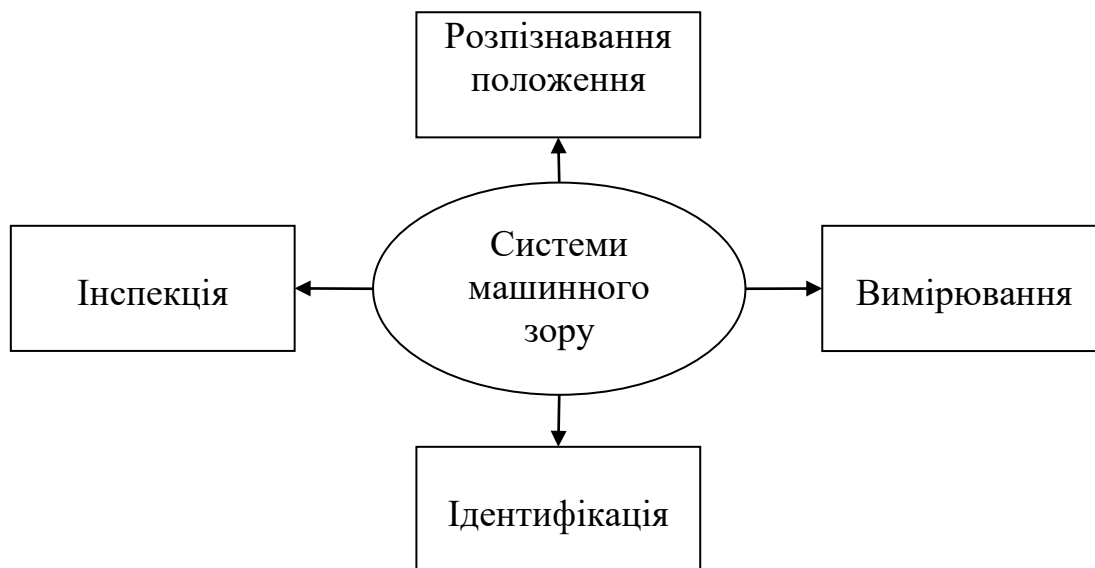 Розпізнавання
положення
Інспекція
Системи
машинного
зору
Вимірювання
Ідентифікація